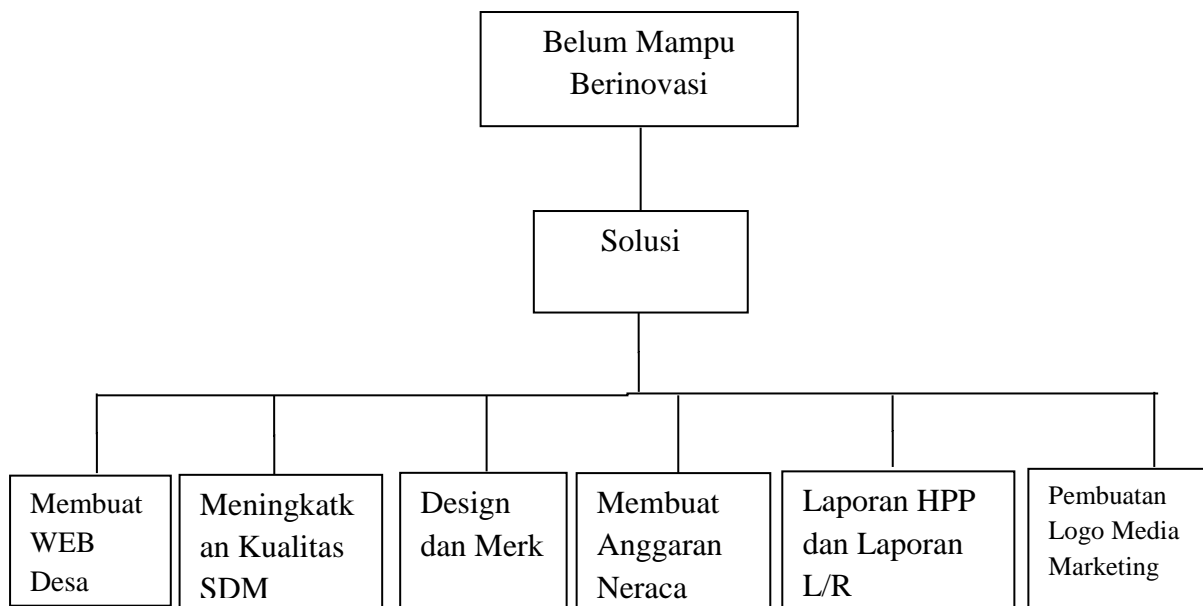 Belum Mampu
Berinovasi
Solusi
Membuat
WEB
Desa
Meningkatk
an Kualitas
SDM
Design
dan Merk
Membuat
Anggaran
Neraca
Laporan HPP
dan Laporan
L/R
Pembuatan
Logo Media
Marketing